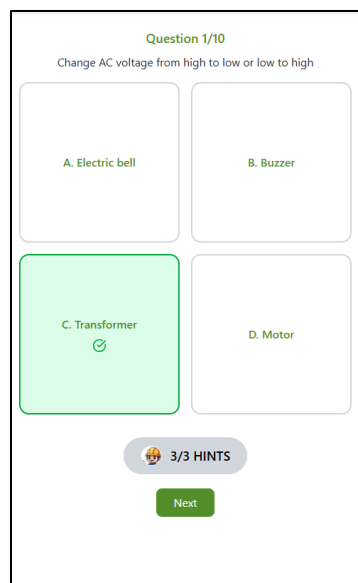 Question 1/10
Change AC voltage from high to low or low to high
A. Electric bell
B. Buzzer
C. Transformer
D. Motor
3/3 HINTS
Next